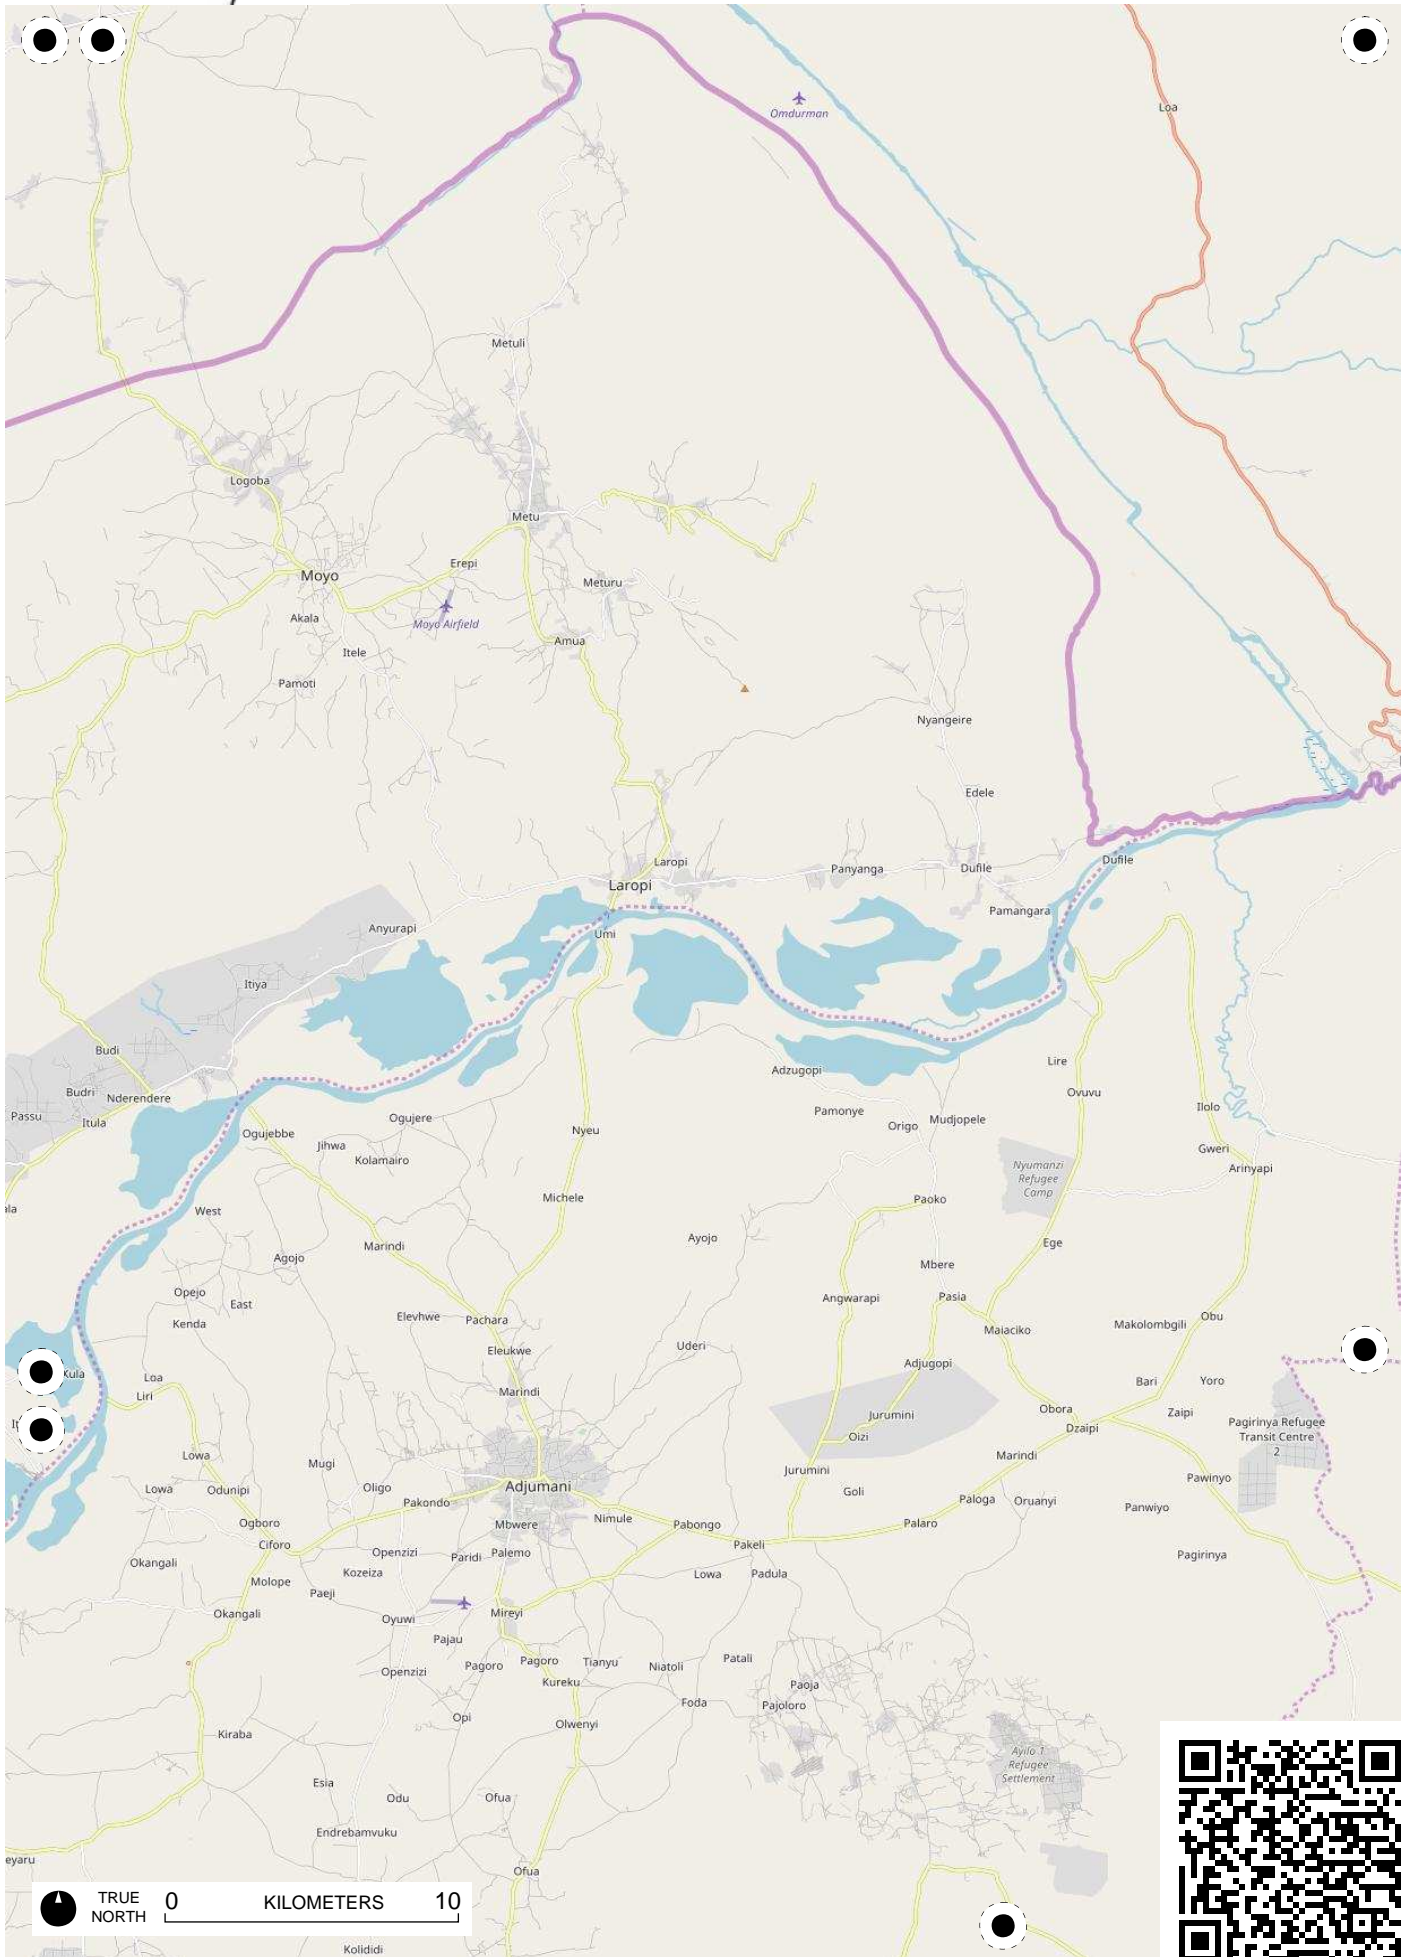 Omdurman
Loa
Metuli
Logoba
Metu
Erepi
Moyo
Meturu
Akala
Moyo Airfield
Amua
Itele
Pamoti
Nyangeire
Edele
Laropi
Dufile
Panyanga
Dufile
Laropi
Pamangara
Anyurapi
Umi
Itiya
Budi
Lire
Adzugopi
Budri
Nderendere
Ovuvu
Passu
Itula
Ogujere
Pamonye
Mudjopele
Ilolo
Origo
Ogujebbe
Nyeu
Jihwa
Kolamairo
Gweri
Arinyapi
Nyumanzi
Refugee
Camp
Michele
Paoko
ala
West
Ayojo
Marindi
Ege
Agojo
Mbere
Opejo
East
Angwarapi
Pasia
Kenda
Elevhwe
Pachara
Obu
Makolombgili
Maiaciko
Uderi
Eleukwe
Adjugopi
Kula
Loa
Liri
Marindi
Bari
Yoro
Jurumini
Obora
Zaipi
It
Dzaipi
Pagirinya Refugee
Transit Centre
2
Oizi
Lowa
Marindi
Mugi
Jurumini
Pawinyo
Lowa
Odunipi
Oligo
Adjumani
Goli
Pakondo
Paloga
Oruanyi
Panwiyo
Nimule
Ogboro
Mbwere
Pabongo
Palaro
Ciforo
Pakeli
Openzizi
Paridi
Palemo
Pagirinya
Okangali
Kozeiza
Lowa
Padula
Molope
Paeji
Okangali
Oyuwi
Mireyi
Pajau
Openzizi
Pagoro
Pagoro
Tianyu
Niatoli
Patali
Kureku
Paoja
Foda
Pajoloro
Opi
Olwenyi
Kiraba
Ayilo 1
Refugee
Settlement
Esia
Odu
Ofua
Endrebamvuku
eyaru
Ofua
TRUE
NORTH
0 KILOMETERS 10
Kolididi